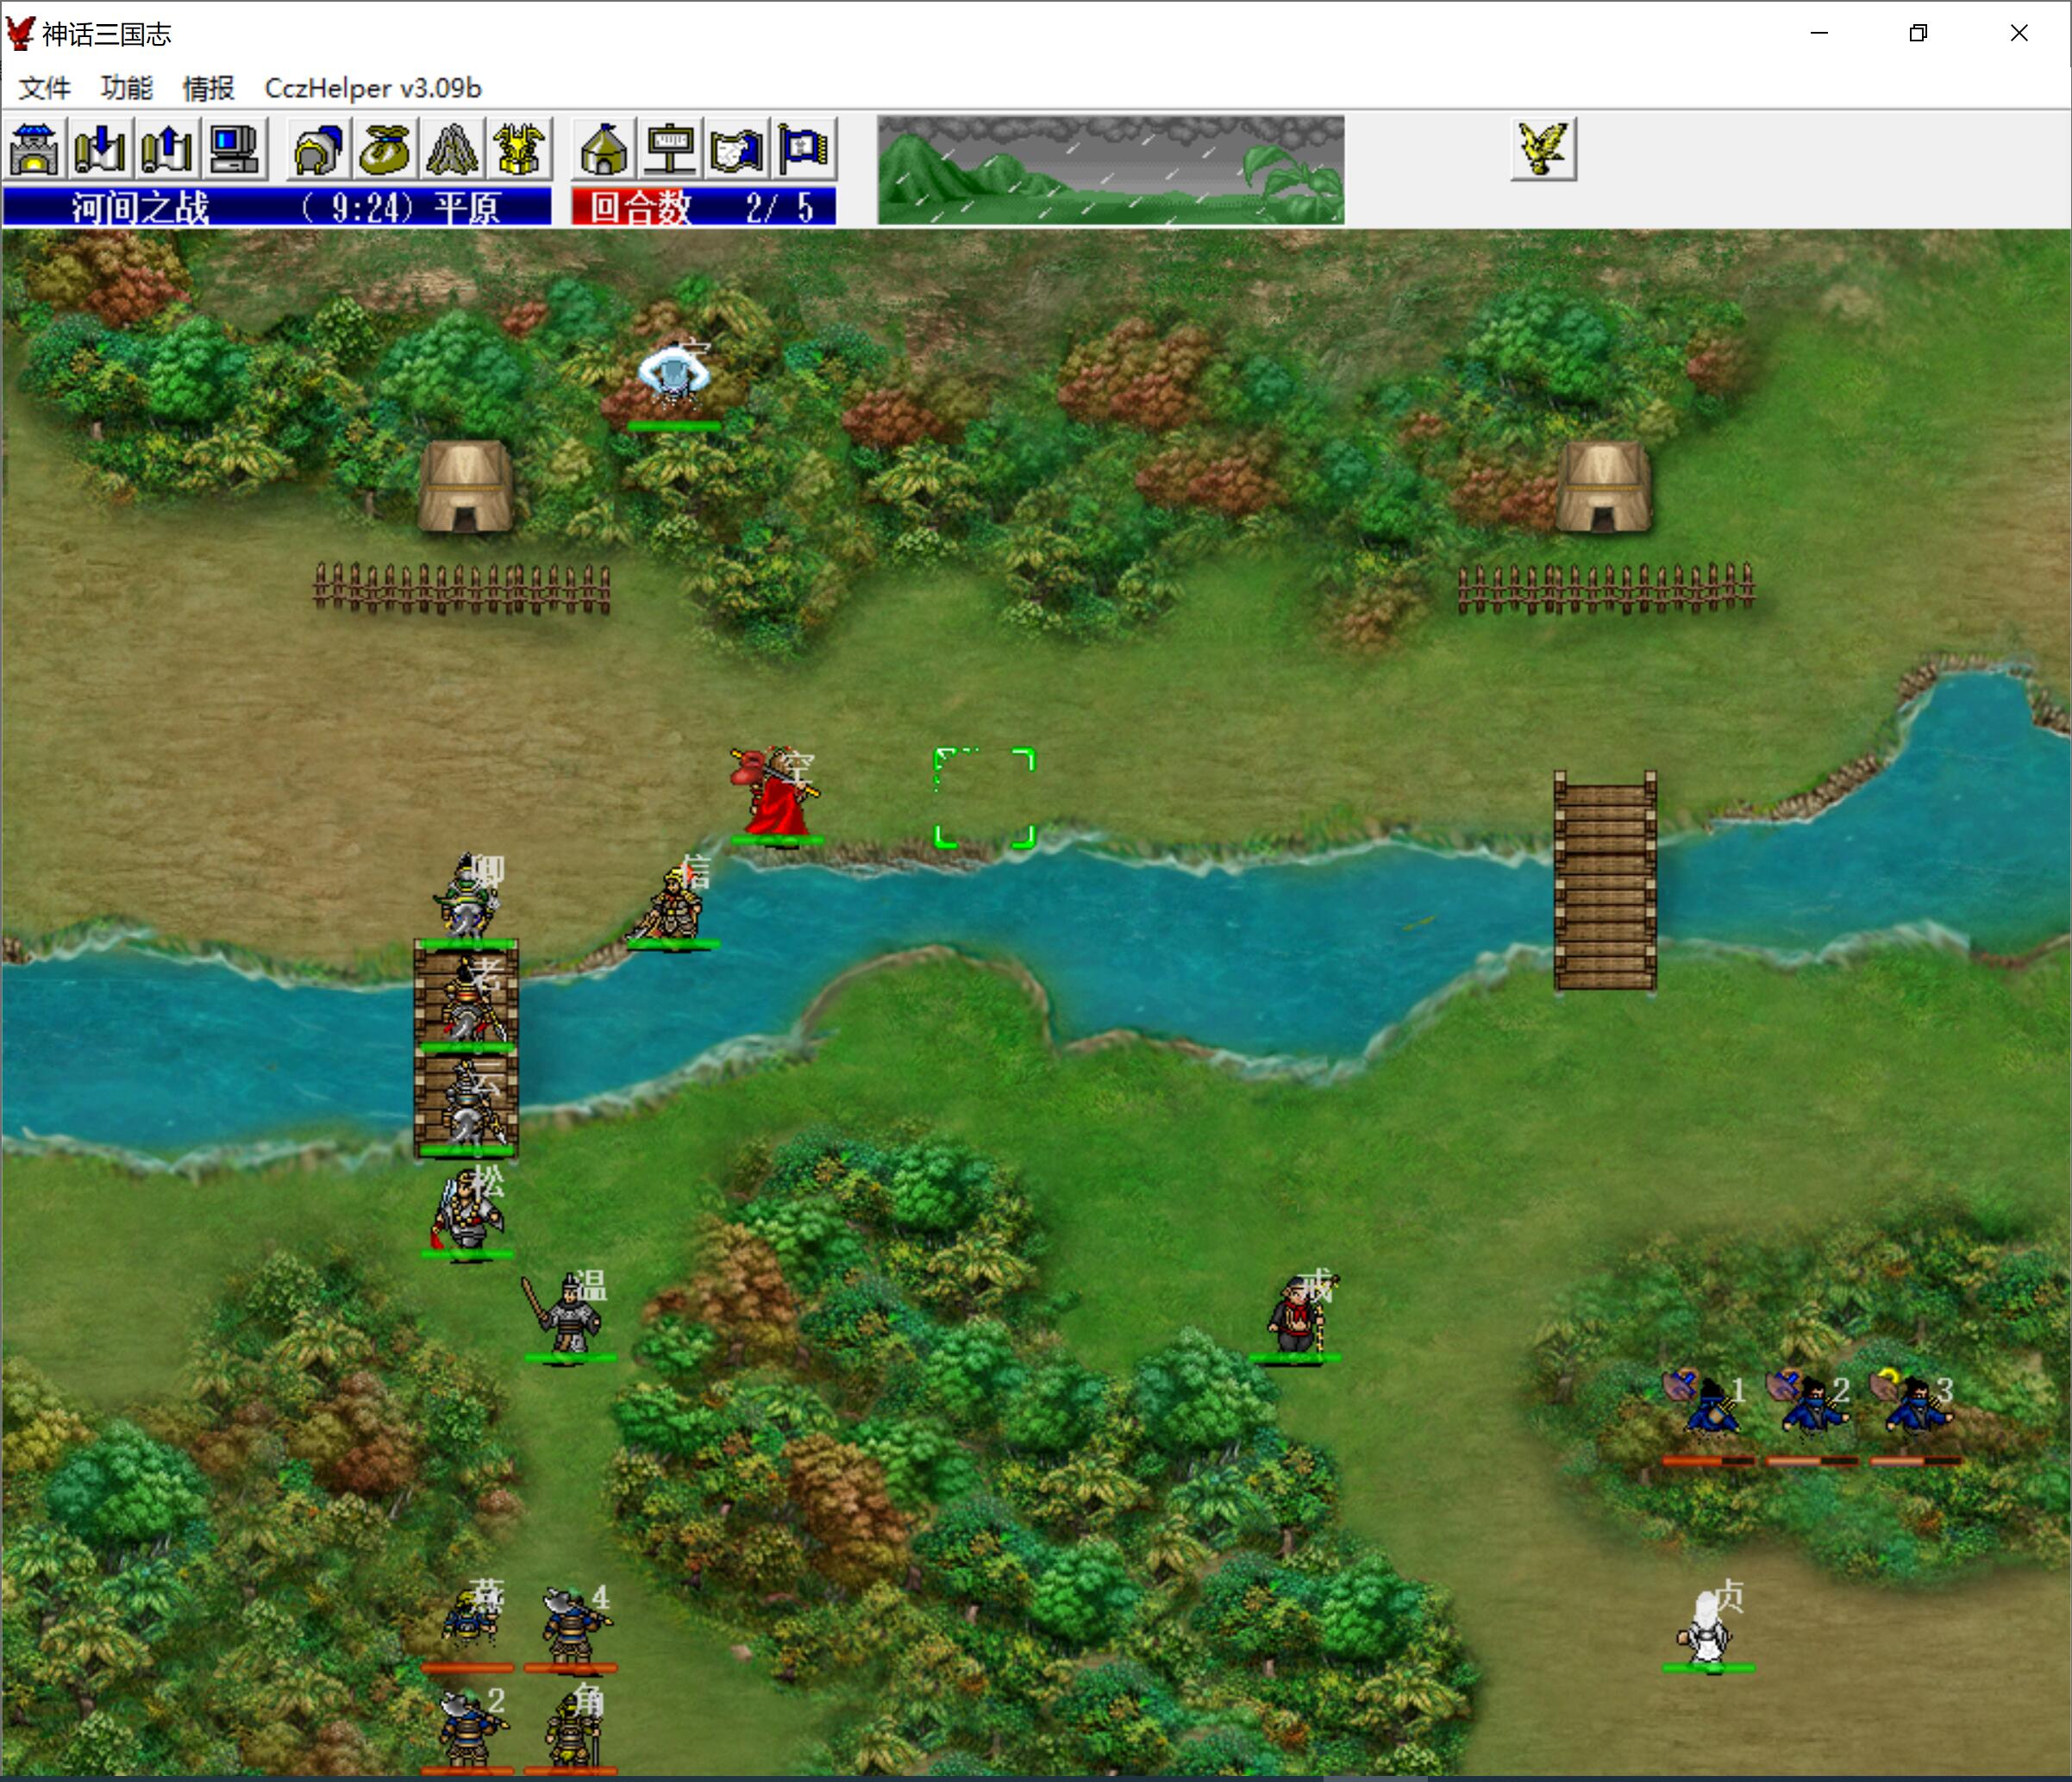 神话三国志
文件 功能 情报 CczHelper v3.09b
河间之战 ( 9:24) 平原 回合数 2/ 5
空
卿 信
老
云
松
温 戒
1 2 3
燕 4 贞
2 角